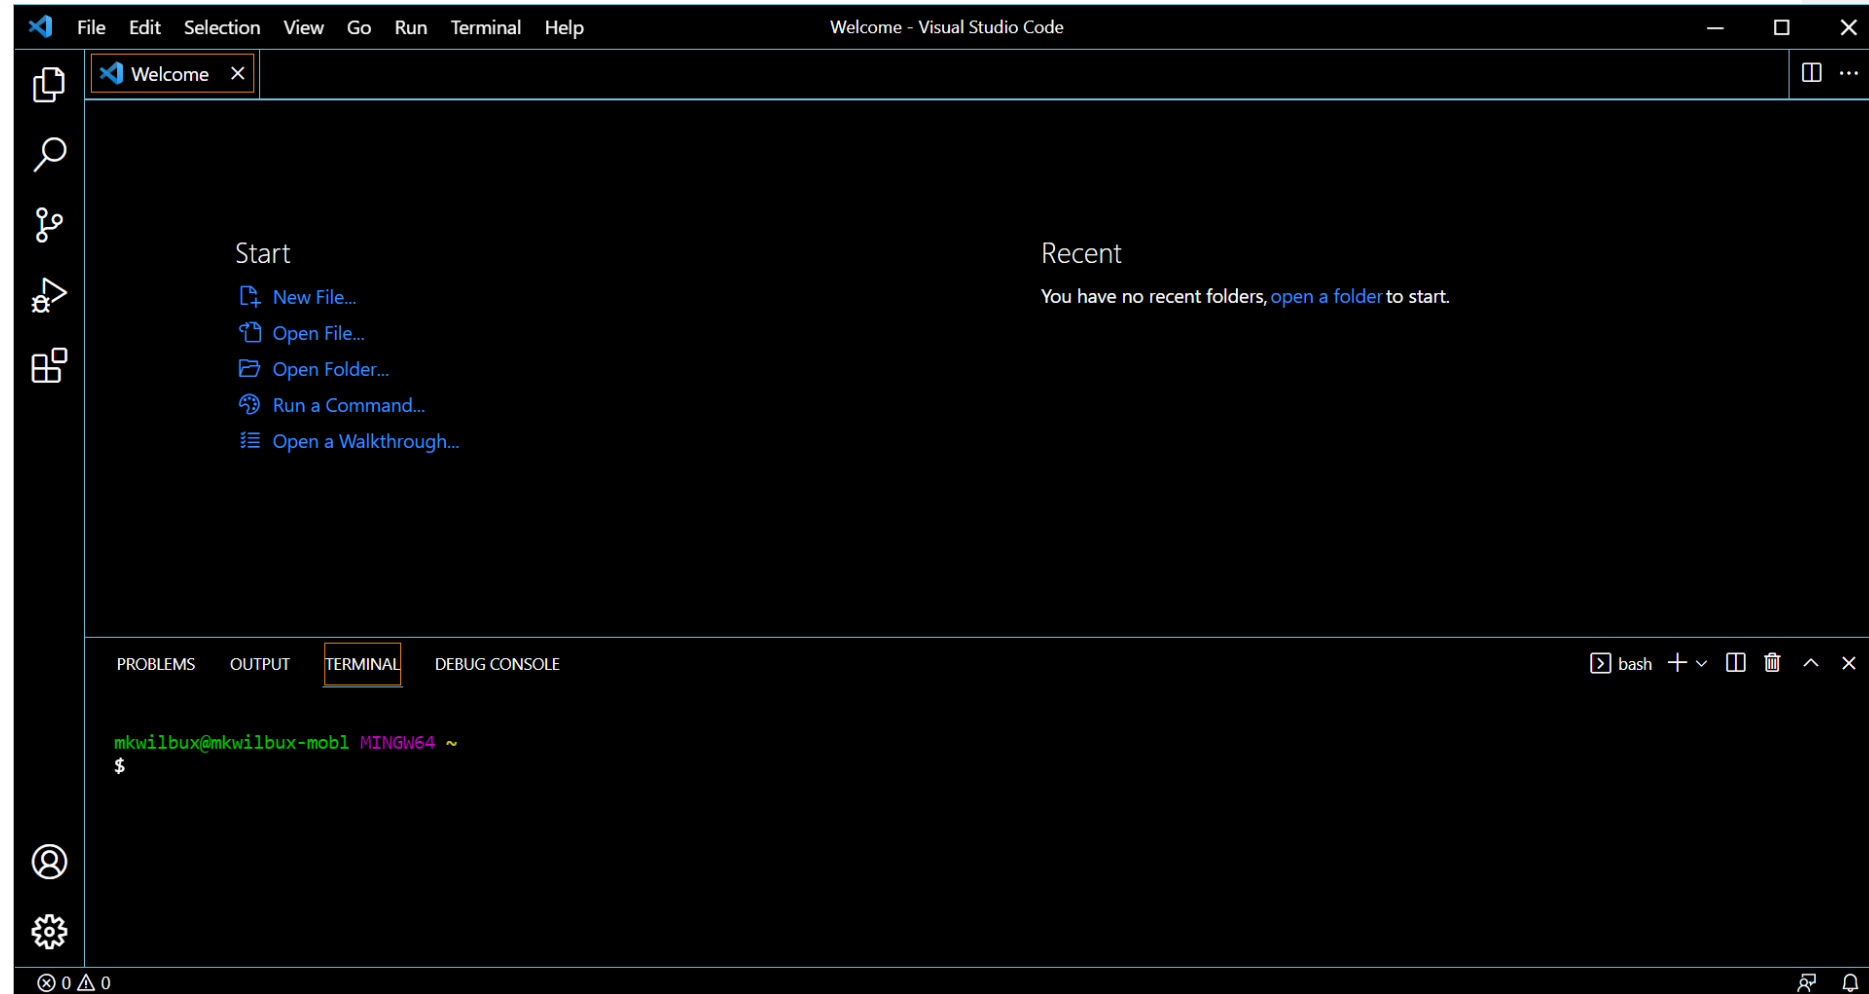 File Edit Selection View Go Run Terminal Help Welcome - Visual Studio Code
Welcome
Start
New File...
Open File...
Open Folder...
Run a Command...
Open a Walkthrough...
Recent
You have no recent folders, open a folder to start.
PROBLEMS OUTPUT TERMINAL DEBUG CONSOLE bash
mkwilbux@mkwilbux-mobl MINGW64 ~
$
0 0